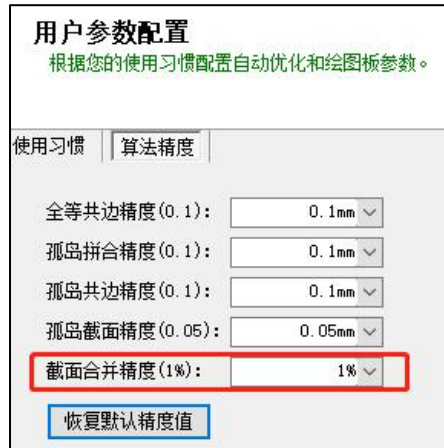 用户参数配置
根据您的使用习惯配置自动优化和绘图板参数。
使用习惯 算法精度
全等共边精度(0.1): 0.1mm
孤岛拼合精度(0.1): 0.1mm
孤岛共边精度(0.1): 0.1mm
孤岛截面精度(0.05): 0.05mm
截面合并精度(1%): 1%
恢复默认精度值